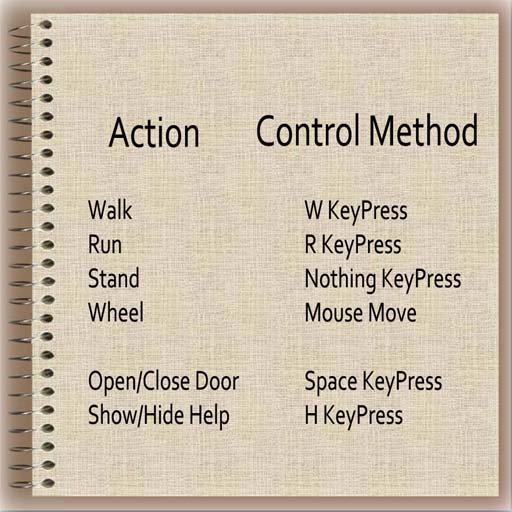 Action Control Method
Walk W KeyPress
Run R KeyPress
Stand Nothing KeyPress
Wheel Mouse Move
Open/Close Door Space KeyPress
Show/Hide Help H KeyPress